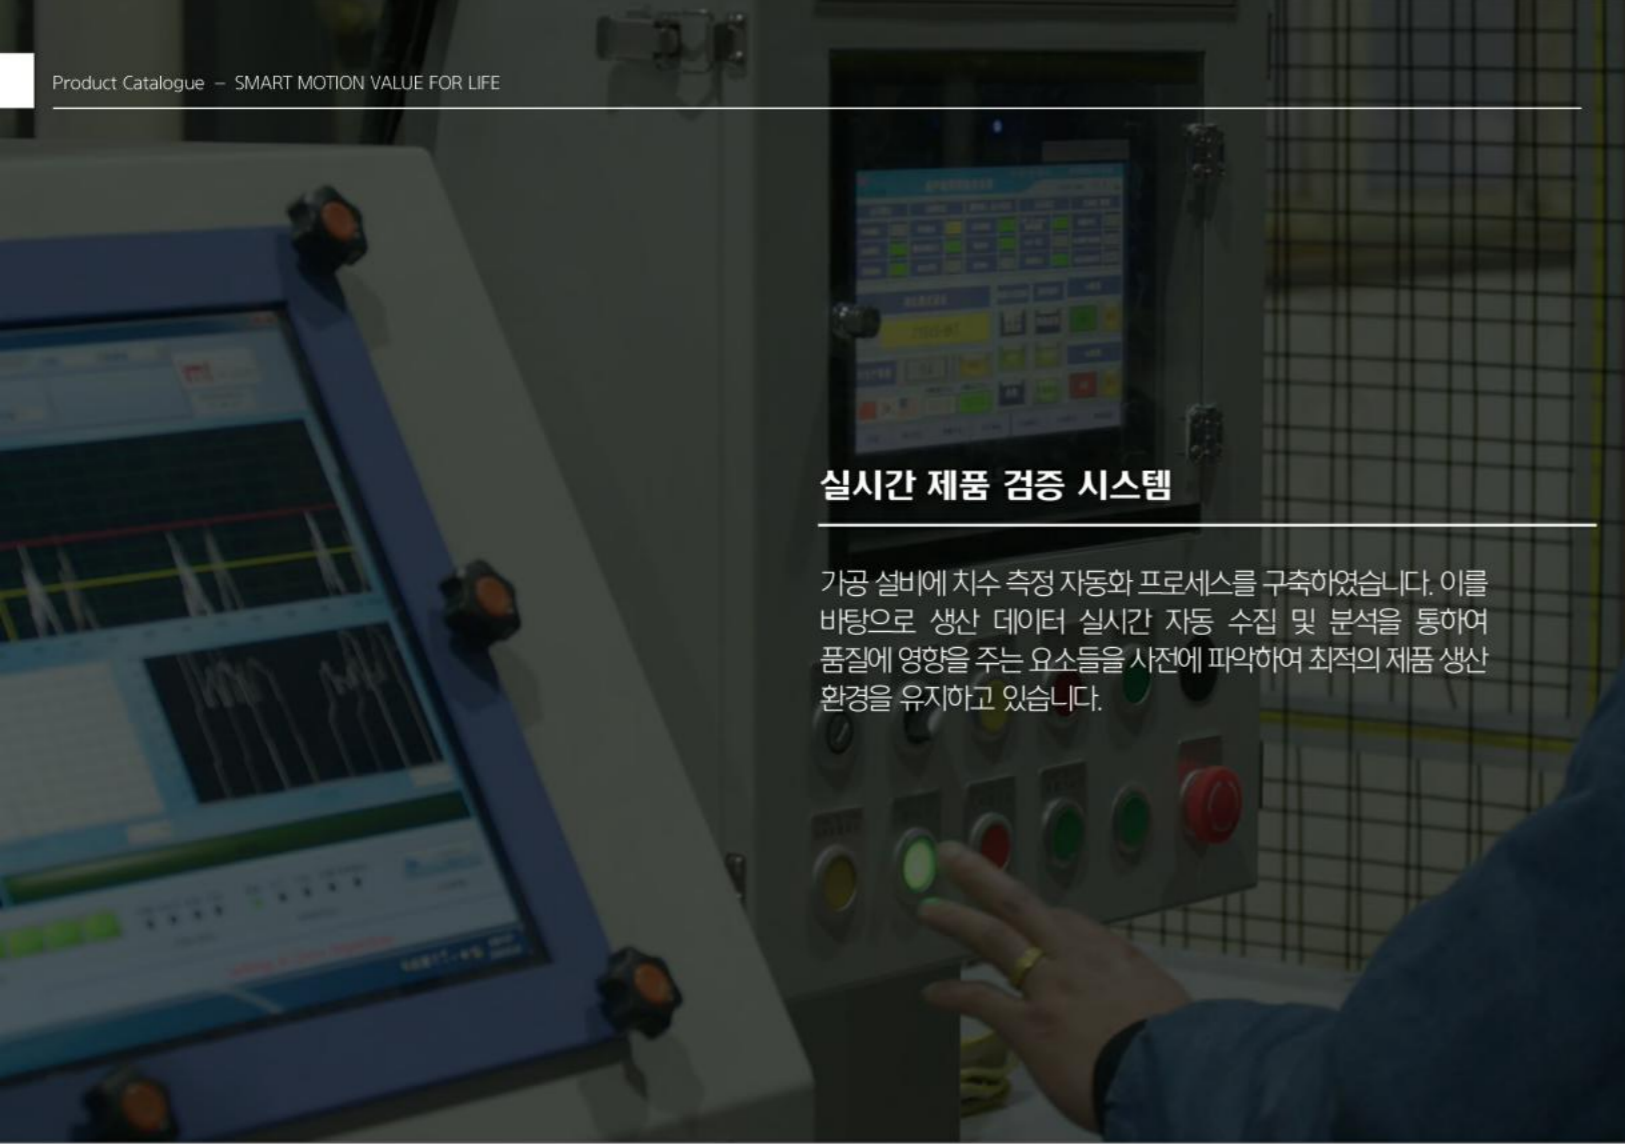 Product Catalogue – SMART MOTION VALUE FOR LIFE
실시간 제품 검증 시스템
가공 설비에 치수 측정 자동화 프로세스를 구축하였습니다. 이를
바탕으로 생산 데이터 실시간 자동 수집 및 분석을 통하여
품질에 영향을 주는 요소들을 사전에 파악하여 최적의 제품 생산
환경을 유지하고 있습니다.